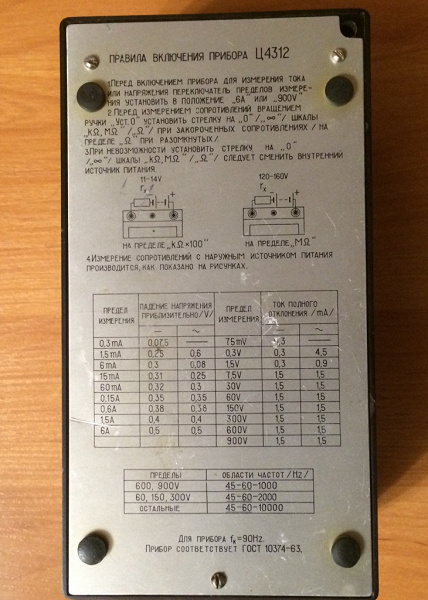 ПРАВИЛА ВКЛЮЧЕНИЯ ПРИБОРА Ц4312
1.ПЕРЕД ВКЛЮЧЕНИЕМ ПРИБОРА ДЛЯ ИЗМЕРЕНИЯ ТОКА
ИЛИ НАПРЯЖЕНИЯ ПЕРЕКЛЮЧАТЕЛЬ ПРЕДЕЛОВ ИЗМЕРЕ-
НИЯ УСТАНОВИТЬ В ПОЛОЖЕНИЕ „6А ИЛИ „900V"
2. ПЕРЕД ИЗМЕРЕНИЕМ СОПРОТИВЛЕНИЙ ВРАЩЕНИЕМ
РУЧКИ „УСТ.0" УСТАНОВИТЬ СТРЕЛКУ НА „0" /„∞"/ ШКАЛЫ
„kΩ, MΩ" /„Ω"/ ПРИ ЗАКОРОЧЕННЫХ СОПРОТИВЛЕНИЯХ / НА
ПРЕДЕЛЕ „Ω" ПРИ РАЗОМКНУТЫХ/.
3.ПРИ НЕВОЗМОЖНОСТИ УСТАНОВИТЬ СТРЕЛКУ НА „0"
/„∞"/ ШКАЛЫ „kΩ, MΩ" /„Ω"/ СЛЕДУЕТ СМЕНИТЬ ВНУТРЕННИЙ
ИСТОЧНИК ПИТАНИЯ.
11-14V 120-160V
rx + rx +
НА ПРЕДЕЛЕ „kΩ×100" НА ПРЕДЕЛЕ „MΩ"
4.ИЗМЕРЕНИЕ СОПРОТИВЛЕНИЙ С НАРУЖНЫМ ИСТОЧНИКОМ ПИТАНИЯ
ПРОИЗВОДИТСЯ, КАК ПОКАЗАНО НА РИСУНКАХ.
ПРЕДЕЛ ИЗМЕРЕНИЯ ПАДЕНИЕ НАПРЯЖЕНИЯ ПРИБЛИЗИТЕЛЬНО /V/ ПРЕДЕЛ ИЗМЕРЕНИЯ ТОК ПОЛНОГО ОТКЛОНЕНИЯ /mA/
— ~ — ~
0,3mA 0,075 — 75mV 0,3 —
1,5mA 0,25 0,6 0,3V 0,3 4,5
6mA 0,3 0,08 1,5V 0,3 0,9
15mA 0,31 0,25 7,5V 1,5 1,5
60mA 0,32 0,3 30V 1,5 1,5
0,15A 0,35 0,35 60V 1,5 1,5
0,6A 0,38 0,38 150V 1,5 1,5
1,5A 0,4 0,4 300V 1,5 1,5
6A 0,5 0,5 600V 1,5 1,5
900V 1,5 1,5
ПРЕДЕЛЫ ОБЛАСТИ ЧАСТОТ /Hz/
600, 900V 45-60-1000
60, 150, 300V 45-60-2000
ОСТАЛЬНЫЕ 45-60-10000
ДЛЯ ПРИБОРА fк=90Hz.
ПРИБОР СООТВЕТСТВУЕТ ГОСТ 10374-63.